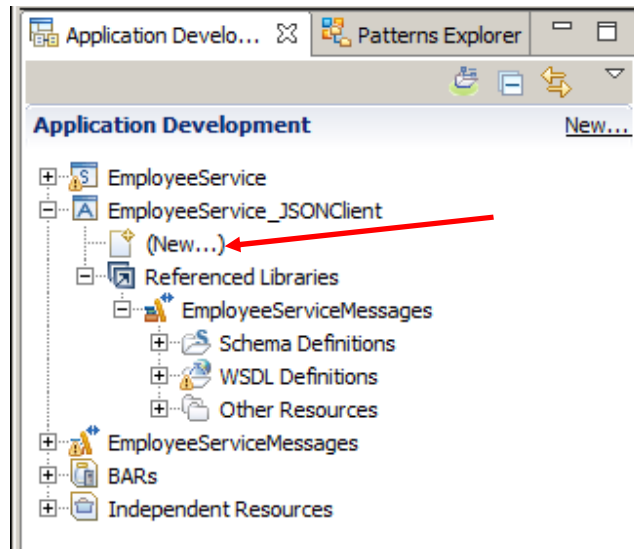 Application Develo... Patterns Explorer
Application Development New...
EmployeeService
EmployeeService_JSONClient
(New...)
Referenced Libraries
EmployeeServiceMessages
Schema Definitions
WSDL Definitions
Other Resources
EmployeeServiceMessages
BARs
Independent Resources